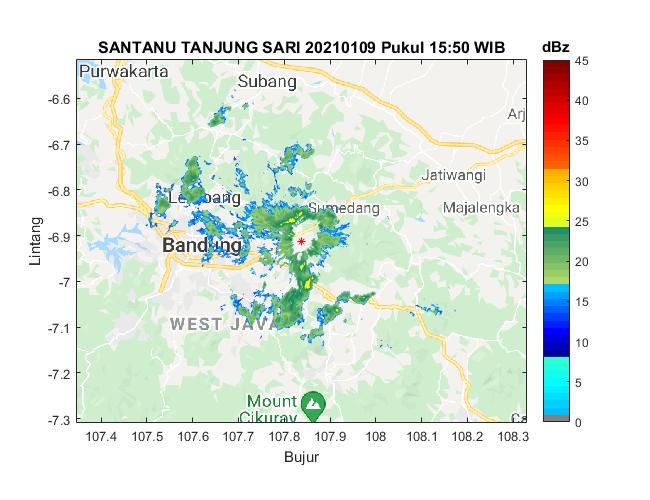 SANTANU TANJUNG SARI 20210109 Pukul 15:50 WIB
dBz
Purwakarta
Subang
Arj
Jatiwangi
Lembang
Sumedang
Majalengka
Bandung
WEST JAVA
Mount
Cikuray
-6.6
-6.7
-6.8
-6.9
-7
-7.1
-7.2
-7.3
Lintang
107.4
107.5
107.6
107.7
107.8
107.9
108
108.1
108.2
108.3
Bujur
45
40
35
30
25
20
15
10
5
0